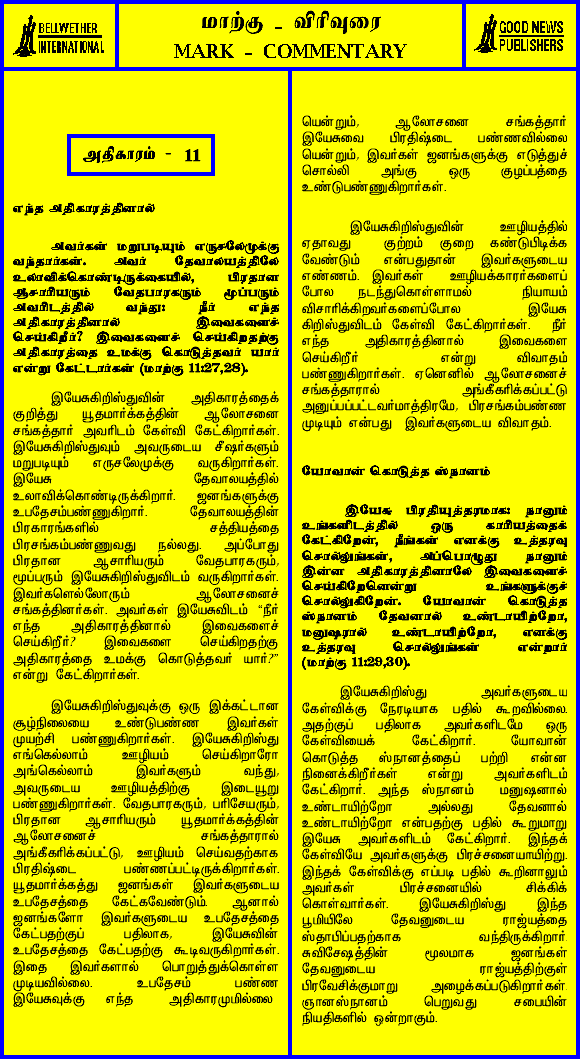 BELLWETHER
INTERNATIONAL
மாற்கு - விரிவுரை
MARK - COMMENTARY
GOOD NEWS
PUBLISHERS
அதிகாரம் - 11
எந்த அதிகாரத்தினால்
அவர்கள் மறுபடியும் எருசலேமுக்கு
வந்தார்கள். அவர் தேவாலயத்திலே
உலாவிக்கொண்டிருக்கையில், பிரதான
ஆசாரியரும் வேதபாரகரும் மூப்பரும்
அவரிடத்தில் வந்து: நீர் எந்த
அதிகாரத்தினால் இவைகளைச்
செய்கிறீர்? இவைகளைச் செய்கிறதற்கு
அதிகாரத்தை உமக்கு கொடுத்தவர் யார்
என்று கேட்டார்கள் (மாற்கு 11:27,28).
இயேசுகிறிஸ்துவின் அதிகாரத்தைக்
குறித்து யூதமார்க்கத்தின் ஆலோசனை
சங்கத்தார் அவரிடம் கேள்வி கேட்கிறார்கள்.
இயேசுகிறிஸ்துவும் அவருடைய சீஷர்களும்
மறுபடியும் எருசலேமுக்கு வருகிறார்கள்.
இயேசு தேவாலயத்தில்
உலாவிக்கொண்டிருக்கிறார். ஜனங்களுக்கு
உபதேசம்பண்ணுகிறார். தேவாலயத்தின்
பிரகாரங்களில் சத்தியத்தை
பிரசங்கம்பண்ணுவது நல்லது. அப்போது
பிரதான ஆசாரியரும் வேதபாரகரும்,
மூப்பரும் இயேசுகிறிஸ்துவிடம் வருகிறார்கள்.
இவர்களெல்லோரும் ஆலோசனைச்
சங்கத்தினர்கள். அவர்கள் இயேசுவிடம் "நீர்
எந்த அதிகாரத்தினால் இவைகளைச்
செய்கிறீர்? இவைகளை செய்கிறதற்கு
அதிகாரத்தை உமக்கு கொடுத்தவர் யார்?"
என்று கேட்கிறார்கள்.
இயேசுகிறிஸ்துவுக்கு ஒரு இக்கட்டான
சூழ்நிலையை உண்டுபண்ண இவர்கள்
முயற்சி பண்ணுகிறார்கள். இயேசுகிறிஸ்து
எங்கெல்லாம் ஊழியம் செய்கிறாரோ
அங்கெல்லாம் இவர்களும் வந்து,
அவருடைய ஊழியத்திற்கு இடையூறு
பண்ணுகிறார்கள். வேதபாரகரும், பரிசேயரும்,
பிரதான ஆசாரியரும் யூதமார்க்கத்தின்
ஆலோசனைச் சங்கத்தாரால்
அங்கீகரிக்கப்பட்டு, ஊழியம் செய்வதற்காக
பிரதிஷ்டை பண்ணப்பட்டிருக்கிறார்கள்.
யூதமார்க்கத்து ஜனங்கள் இவர்களுடைய
உபதேசத்தை கேட்கவேண்டும். ஆனால்
ஜனங்களோ இவர்களுடைய உபதேசத்தை
கேட்பதற்குப் பதிலாக, இயேசுவின்
உபதேசத்தை கேட்பதற்கு கூடிவருகிறார்கள்.
இதை இவர்களால் பொறுத்துக்கொள்ள
முடியவில்லை. உபதேசம் பண்ண
இயேசுவுக்கு எந்த அதிகாரமுமில்லை
யென்றும், ஆலோசனை சங்கத்தார்
இயேசுவை பிரதிஷ்டை பண்ணவில்லை
யென்றும், இவர்கள் ஜனங்களுக்கு எடுத்துச்
சொல்லி அங்கு ஒரு குழப்பத்தை
உண்டுபண்ணுகிறார்கள்.
இயேசுகிறிஸ்துவின் ஊழியத்தில்
ஏதாவது குற்றம் குறை கண்டுபிடிக்க
வேண்டும் என்பதுதான் இவர்களுடைய
எண்ணம். இவர்கள் ஊழியக்காரர்களைப்
போல நடந்துகொள்ளாமல் நியாயம்
விசாரிக்கிறவர்களைப்போல இயேசு
கிறிஸ்துவிடம் கேள்வி கேட்கிறார்கள். நீர்
எந்த அதிகாரத்தினால் இவைகளை
செய்கிறீர் என்று விவாதம்
பண்ணுகிறார்கள். ஏனெனில் ஆலோசனைச்
சங்கத்தாரால் அங்கீகரிக்கப்பட்டு
அனுப்பப்பட்டவர்மாத்திரமே, பிரசங்கம்பண்ண
முடியும் என்பது இவர்களுடைய விவாதம்.
யோவான் கொடுத்த ஸ்நானம்
இயேசு பிரதியுத்தரமாக: நானும்
உங்களிடத்தில் ஒரு காரியத்தைக்
கேட்கிறேன், நீங்கள் எனக்கு உத்தரவு
சொல்லுங்கள், அப்பொழுது நானும்
இன்ன அதிகாரத்தினாலே இவைகளைச்
செய்கிறேனென்று உங்களுக்குச்
சொல்லுகிறேன். யோவான் கொடுத்த
ஸ்நானம் தேவனால் உண்டாயிற்றோ,
மனுஷரால் உண்டாயிற்றோ, எனக்கு
உத்தரவு சொல்லுங்கள் என்றார்
(மாற்கு 11:29,30).
இயேசுகிறிஸ்து அவர்களுடைய
கேள்விக்கு நேரடியாக பதில் கூறவில்லை.
அதற்குப் பதிலாக அவர்களிடமே ஒரு
கேள்வியைக் கேட்கிறார். யோவான்
கொடுத்த ஸ்நானத்தைப் பற்றி என்ன
நினைக்கிறீர்கள் என்று அவர்களிடம்
கேட்கிறார். அந்த ஸ்நானம் மனுஷனால்
உண்டாயிற்றோ அல்லது தேவனால்
உண்டாயிற்றோ என்பதற்கு பதில் கூறுமாறு
இயேசு அவர்களிடம் கேட்கிறார். இந்தக்
கேள்வியே அவர்களுக்கு பிரச்சனையாயிற்று.
இந்தக் கேள்விக்கு எப்படி பதில் கூறினாலும்
அவர்கள் பிரச்சனையில் சிக்கிக்
கொள்வார்கள். இயேசுகிறிஸ்து இந்த
பூமியிலே தேவனுடைய ராஜ்யத்தை
ஸ்தாபிப்பதற்காக வந்திருக்கிறார்.
சுவிசேஷத்தின் மூலமாக ஜனங்கள்
தேவனுடைய ராஜ்யத்திற்குள்
பிரவேசிக்குமாறு அழைக்கப்படுகிறார்கள்.
ஞானஸ்நானம் பெறுவது சபையின்
நியதிகளில் ஒன்றாகும்.